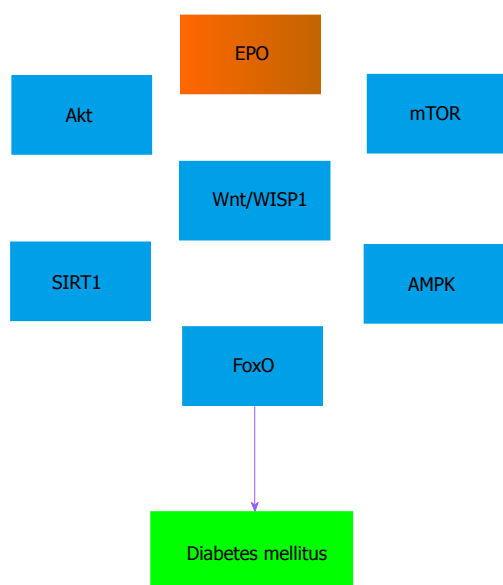 EPO
Akt
mTOR
Wnt/WISP1
SIRT1
AMPK
FoxO
Diabetes mellitus